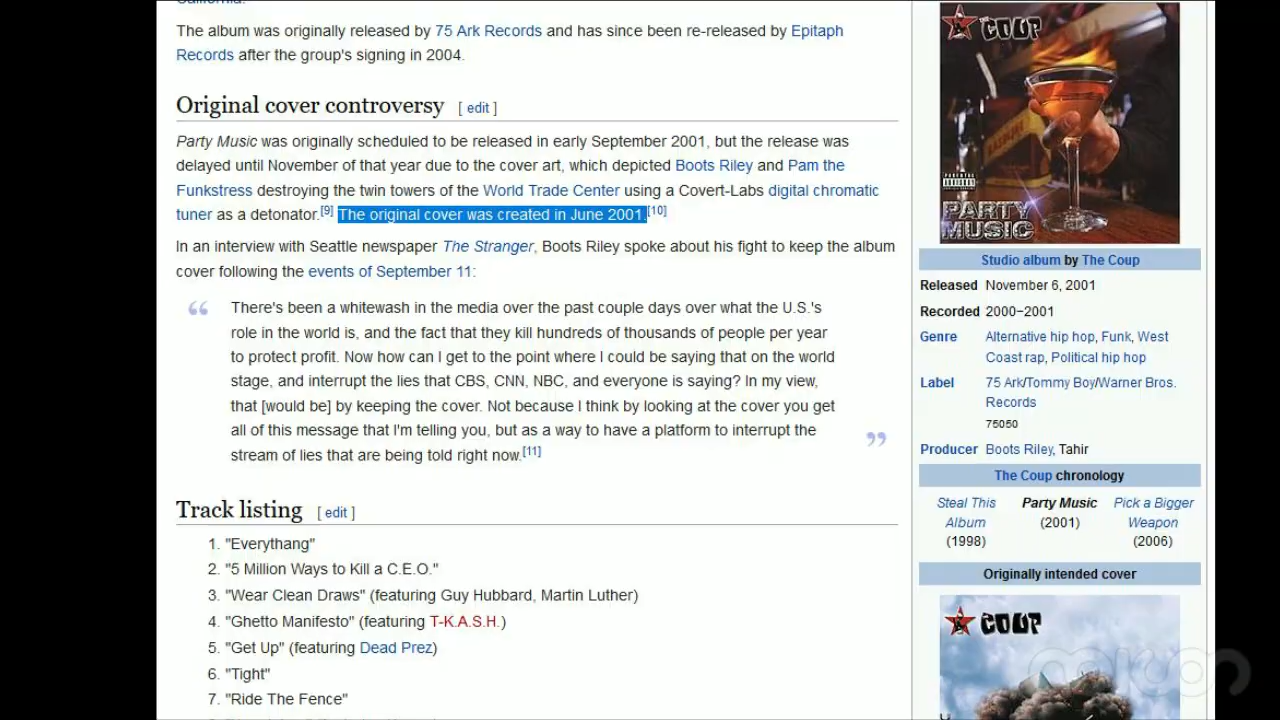 California.
The album was originally released by 75 Ark Records and has since been re-released by Epitaph
Records after the group's signing in 2004.
Original cover controversy [ edit ]
Party Music was originally scheduled to be released in early September 2001, but the release was
delayed until November of that year due to the cover art, which depicted Boots Riley and Pam the
Funkstress destroying the twin towers of the World Trade Center using a Covert-Labs digital chromatic
tuner as a detonator.[9] The original cover was created in June 2001.[10]
In an interview with Seattle newspaper The Stranger, Boots Riley spoke about his fight to keep the album
cover following the events of September 11:
“ There's been a whitewash in the media over the past couple days over what the U.S.'s
role in the world is, and the fact that they kill hundreds of thousands of people per year
to protect profit. Now how can I get to the point where I could be saying that on the world
stage, and interrupt the lies that CBS, CNN, NBC, and everyone is saying? In my view,
that [would be] by keeping the cover. Not because I think by looking at the cover you get
all of this message that I'm telling you, but as a way to have a platform to interrupt the
stream of lies that are being told right now.[11] ”
Track listing [ edit ]
1. "Everythang"
2. "5 Million Ways to Kill a C.E.O."
3. "Wear Clean Draws" (featuring Guy Hubbard, Martin Luther)
4. "Ghetto Manifesto" (featuring T-K.A.S.H.)
5. "Get Up" (featuring Dead Prez)
6. "Tight"
7. "Ride The Fence"
THE COUP
PARTY
MUSIC
Studio album by The Coup
Released November 6, 2001
Recorded 2000–2001
Genre Alternative hip hop, Funk, West
Coast rap, Political hip hop
Label 75 Ark/Tommy Boy/Warner Bros.
Records
75050
Producer Boots Riley, Tahir
The Coup chronology
Steal This
Album
(1998)
Party Music
(2001)
Pick a Bigger
Weapon
(2006)
Originally intended cover
COUP